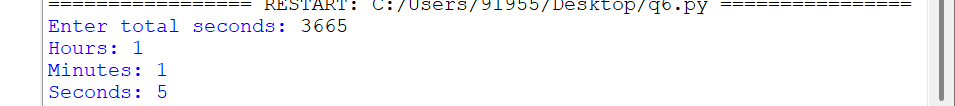 ================= RESTART: C:/Users/91955/Desktop/q6.py ================
Enter total seconds: 3665
Hours: 1
Minutes: 1
Seconds: 5